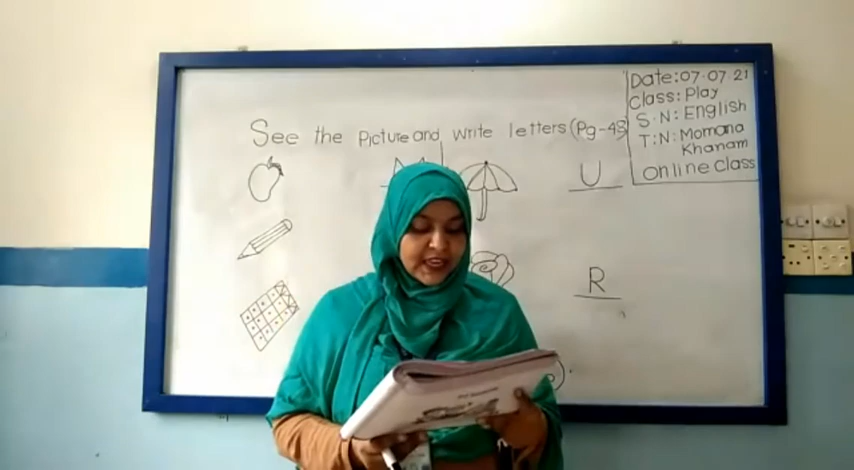 Date:07.07.21
Class: Play
S.N: English
T:N: Momana
Khanam
Online Class
See the Picture and write letters (Pg-48)
U
R